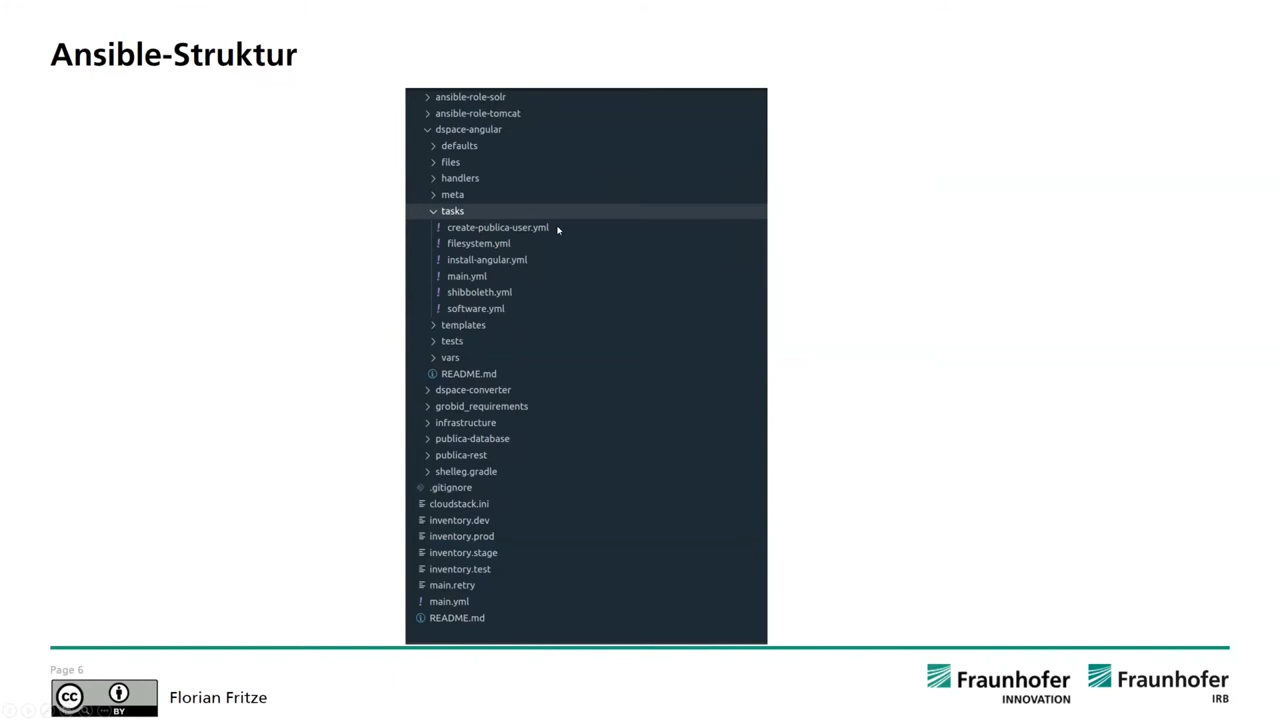 Ansible-Struktur
ansible-role-solr
ansible-role-tomcat
dspace-angular
defaults
files
handlers
meta
tasks
! create-publica-user.yml
! filesystem.yml
! install-angular.yml
! main.yml
! shibboleth.yml
! software.yml
templates
tests
vars
README.md
dspace-converter
grobid_requirements
infrastructure
publica-database
publica-rest
shelleg.gradle
.gitignore
cloudstack.ini
inventory.dev
inventory.prod
inventory.stage
inventory.test
main.retry
! main.yml
README.md
Page 6
cc BY
Florian Fritze
Fraunhofer
INNOVATION
Fraunhofer
IRB